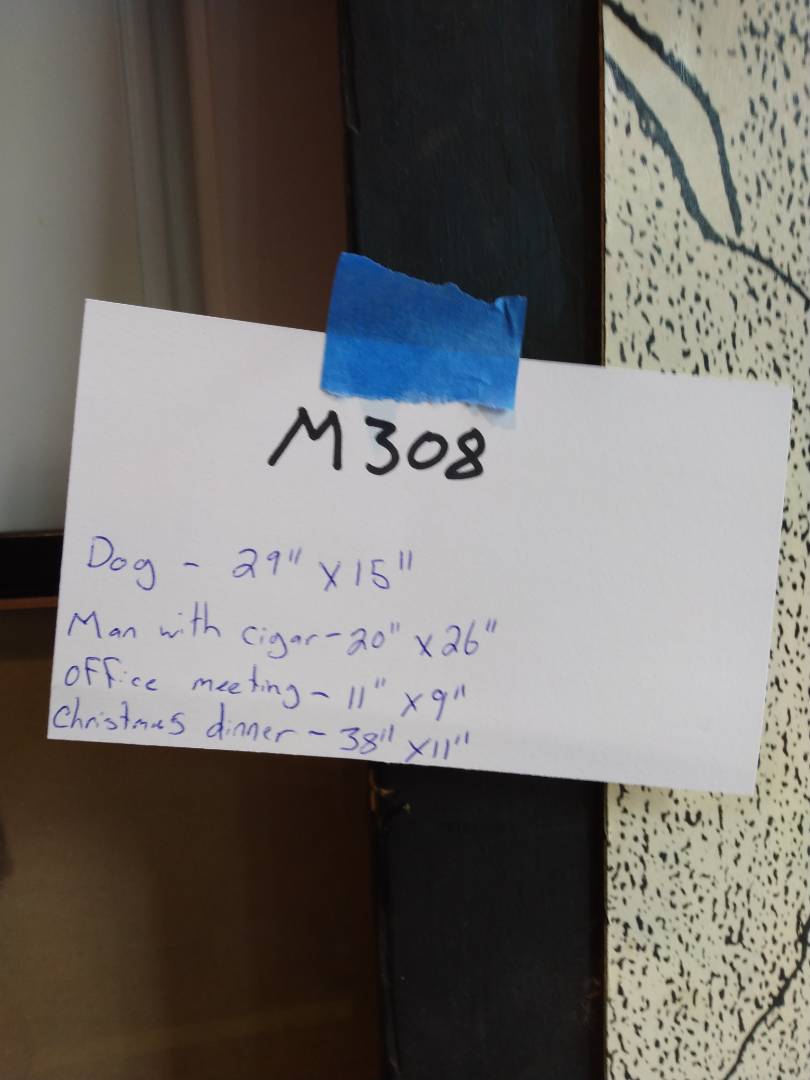 M308
Dog - 29" x 15"
Man with cigar - 20" x 26"
office meeting - 11" x 9"
Christmas dinner - 38" x 11"